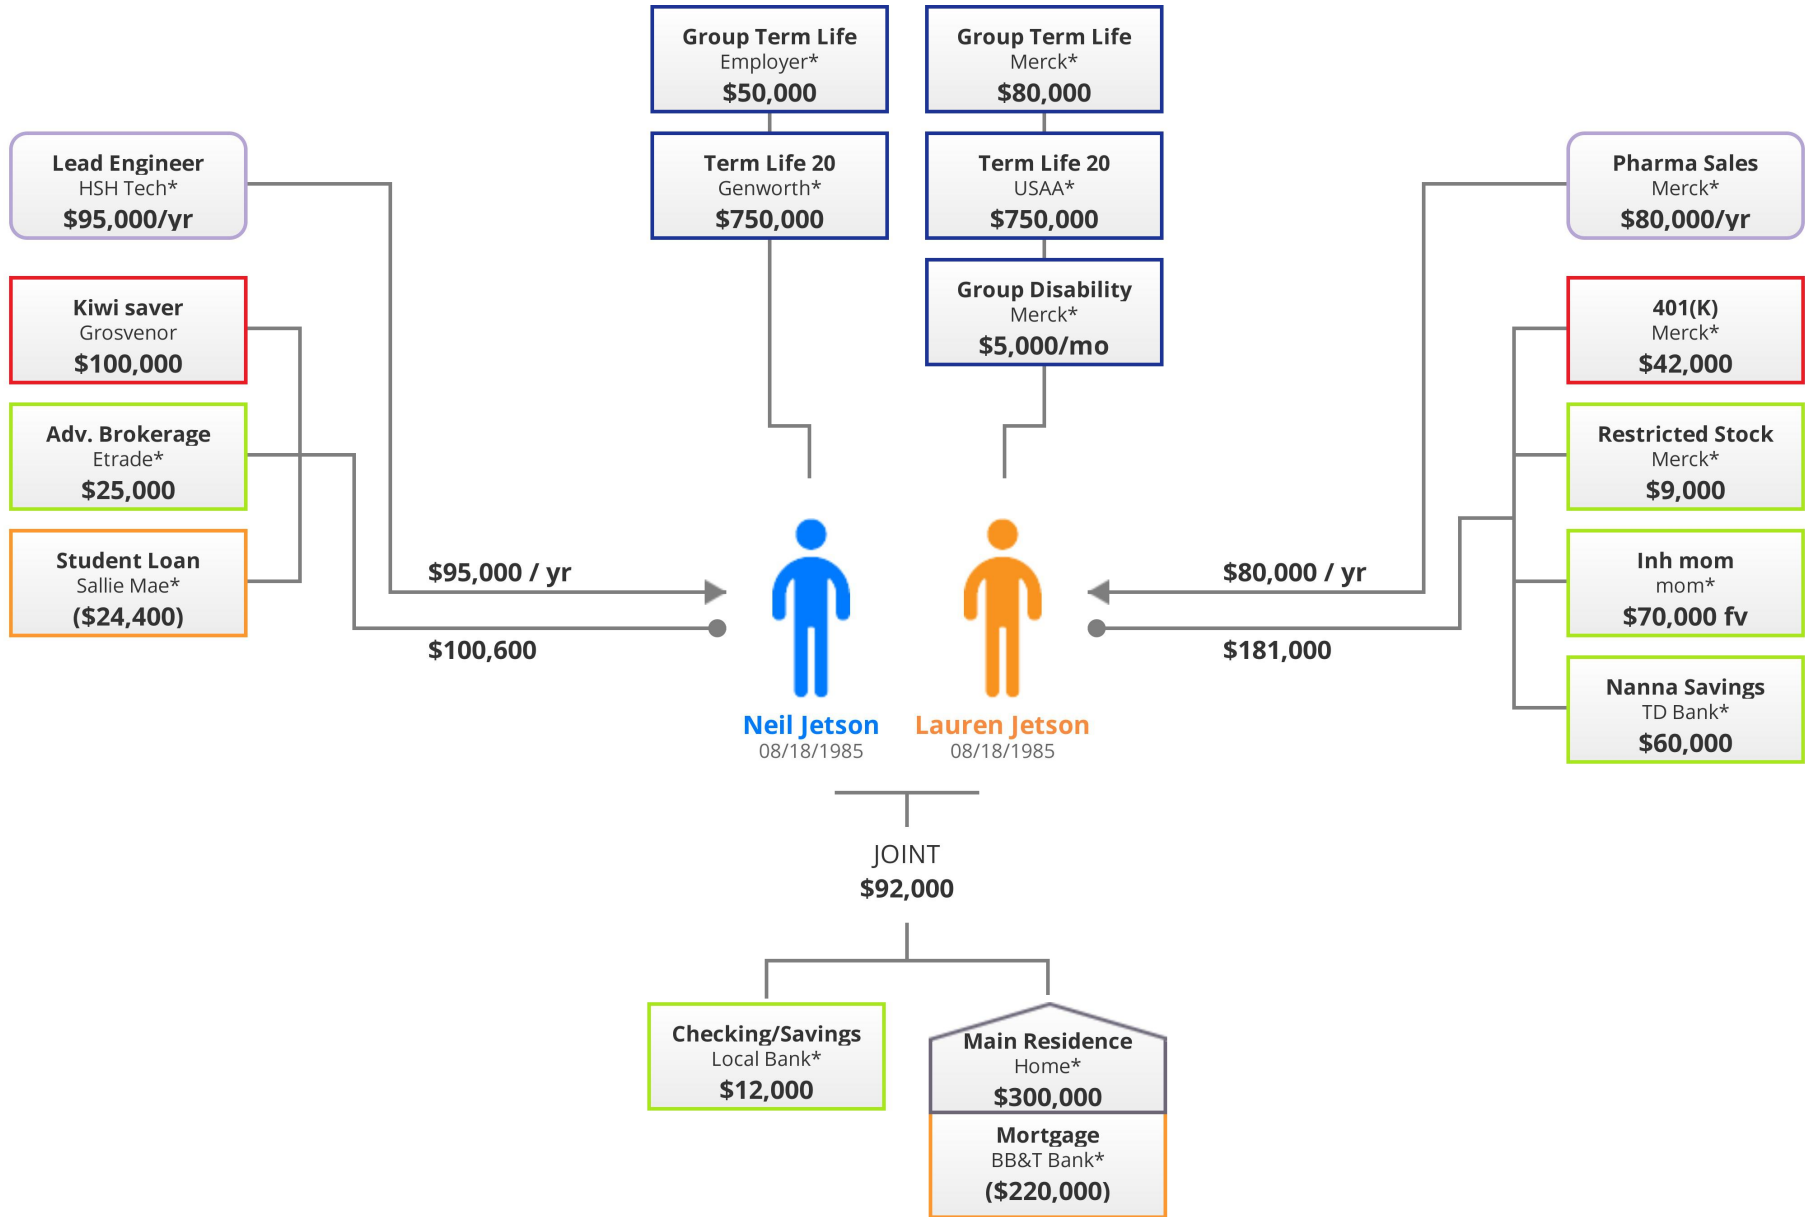 Group Term Life
Employer*
$50,000
Group Term Life
Merck*
$80,000
Lead Engineer
HSH Tech*
$95,000/yr
Term Life 20
Genworth*
$750,000
Term Life 20
USAA*
$750,000
Pharma Sales
Merck*
$80,000/yr
Group Disability
Merck*
$5,000/mo
Kiwi saver
Grosvenor
$100,000
401(K)
Merck*
$42,000
Adv. Brokerage
Etrade*
$25,000
Restricted Stock
Merck*
$9,000
Student Loan
Sallie Mae*
($24,400)
Inh mom
mom*
$70,000 fv
$95,000 / yr
$100,600
$80,000 / yr
$181,000
Nanna Savings
TD Bank*
$60,000
Neil Jetson
08/18/1985
Lauren Jetson
08/18/1985
JOINT
$92,000
Checking/Savings
Local Bank*
$12,000
Main Residence
Home*
$300,000
Mortgage
BB&T Bank*
($220,000)